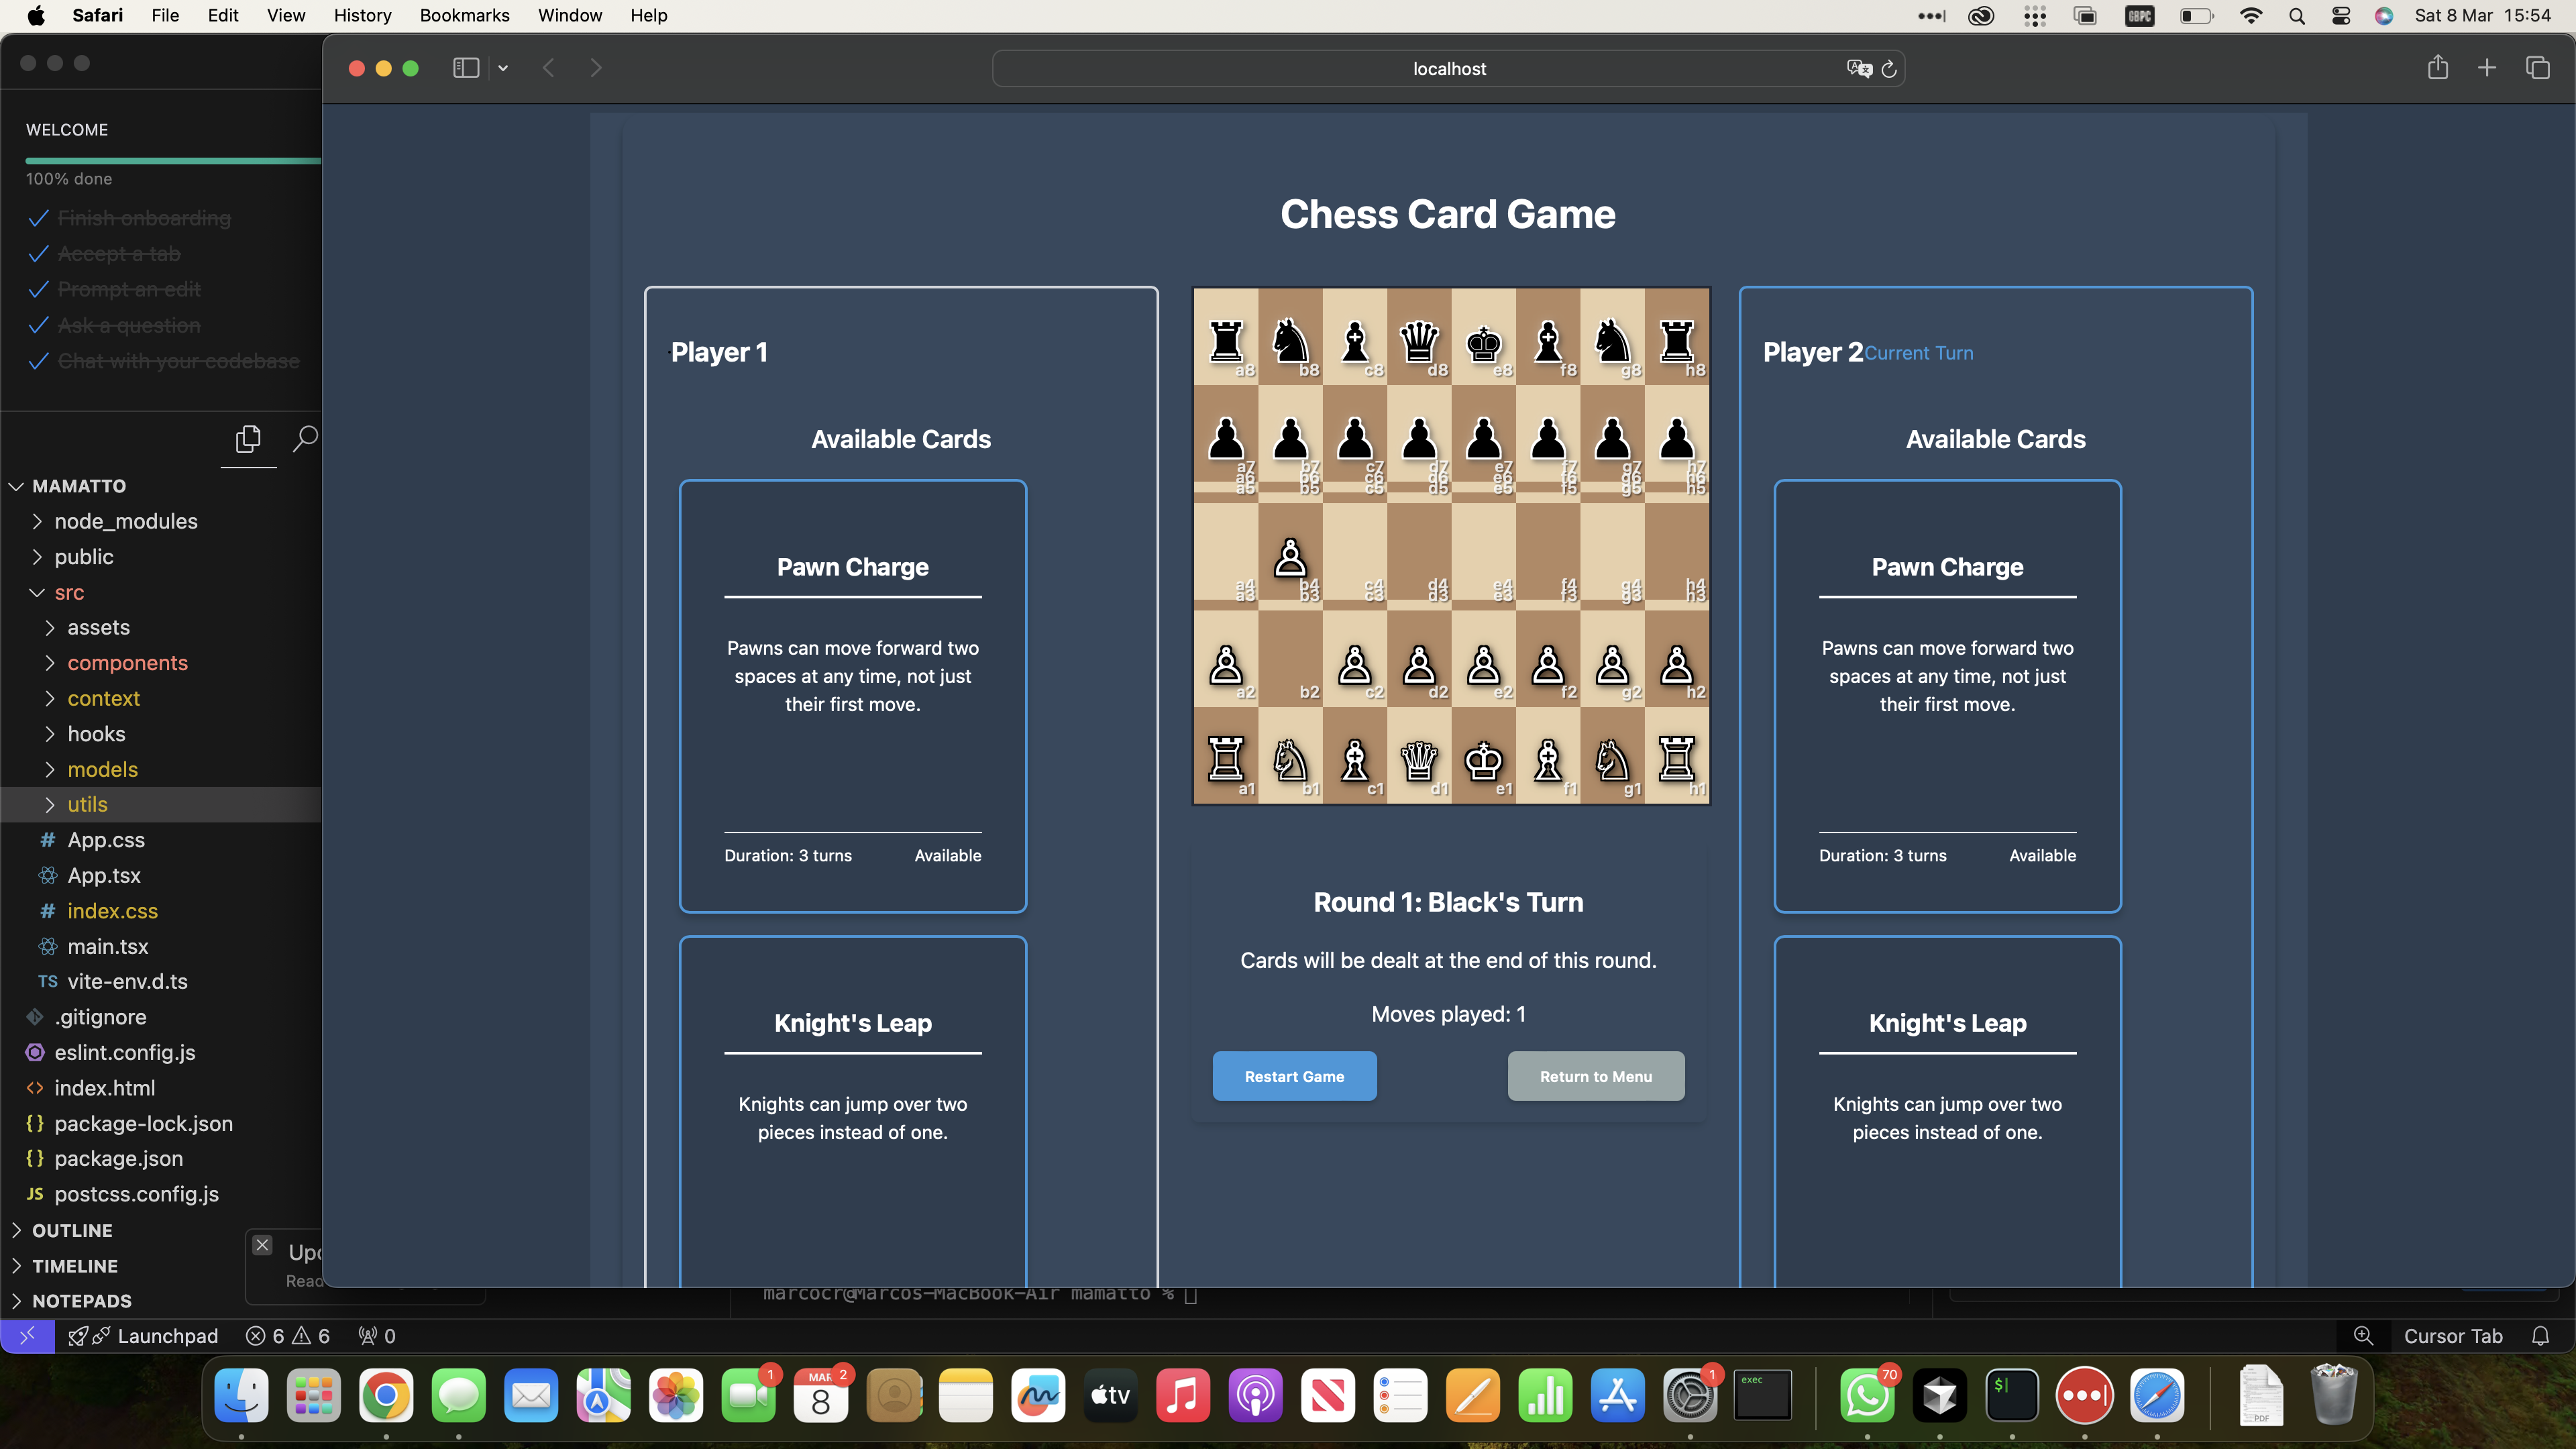 Safari File Edit View History Bookmarks Window Help
GBPC
Sat 8 Mar 15:54
localhost
WELCOME
100% done
Finish onboarding
Accept a tab
Prompt an edit
Ask a question
Chat with your codebase
MAMATTO
node_modules
public
src
assets
components
context
hooks
models
utils
# App.css
App.tsx
# index.css
main.tsx
TS vite-env.d.ts
.gitignore
eslint.config.js
<> index.html
{} package-lock.json
{} package.json
JS postcss.config.js
OUTLINE
TIMELINE
NOTEPADS
Chess Card Game
Player 1
Available Cards
Pawn Charge
Pawns can move forward two
spaces at any time, not just
their first move.
Duration: 3 turns Available
Knight's Leap
Knights can jump over two
pieces instead of one.
a8 b8 c8 d8 e8 f8 g8 h8
a7 b7 c7 d7 e7 f7 g7 h7
a6 b6 c6 d6 e6 f6 g6 h6
a5 b5 c5 d5 e5 f5 g5 h5
a4 b4 c4 d4 e4 f4 g4 h4
a3 b3 c3 d3 e3 f3 g3 h3
a2 b2 c2 d2 e2 f2 g2 h2
a1 b1 c1 d1 e1 f1 g1 h1
Round 1: Black's Turn
Cards will be dealt at the end of this round.
Moves played: 1
Restart Game Return to Menu
Player 2 Current Turn
Available Cards
Pawn Charge
Pawns can move forward two
spaces at any time, not just
their first move.
Duration: 3 turns Available
Knight's Leap
Knights can jump over two
pieces instead of one.
marcocr@Marcos-MacBook-Air mamatto %
Launchpad 6 6 0
Cursor Tab
1
MAR 2
8
tv
1
exec
70
$
PDF